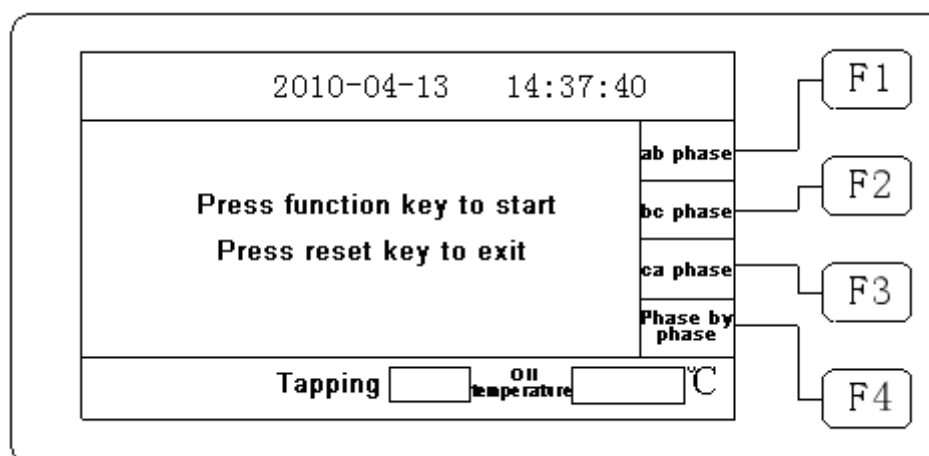 2010-04-13 14:37:40
F1
ab phase
F2
bc phase
Press function key to start
Press reset key to exit
ca phase
F3
Phase by
phase
Tapping
Oil
temperature
℃
F4